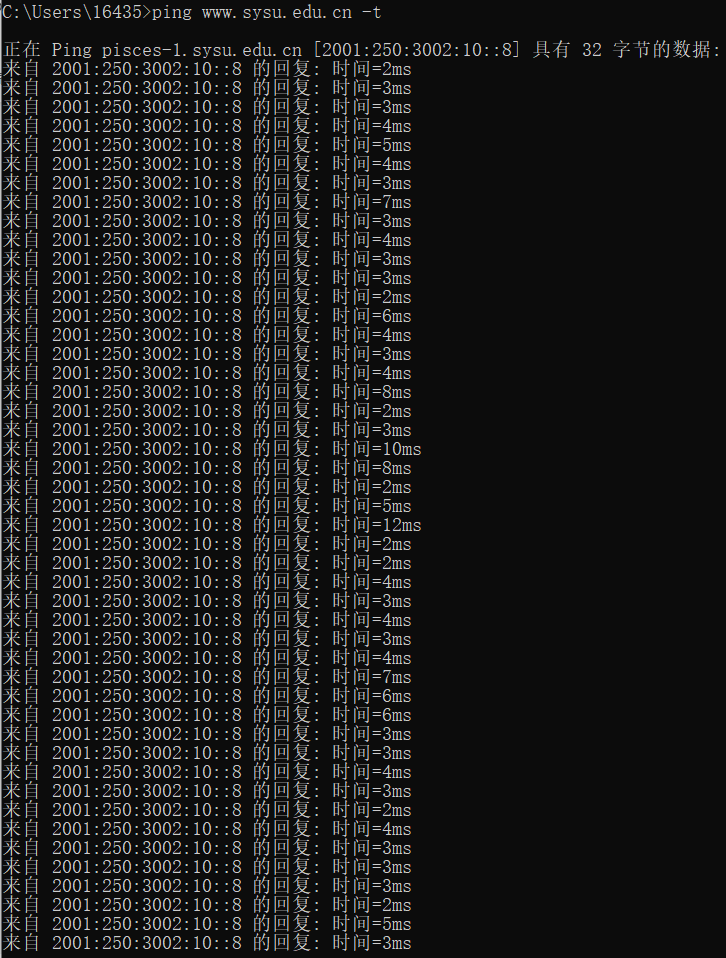 C:\Users\16435>ping www.sysu.edu.cn -t
正在 Ping pisces-1.sysu.edu.cn [2001:250:3002:10::8] 具有 32 字节的数据:
来自 2001:250:3002:10::8 的回复: 时间=2ms
来自 2001:250:3002:10::8 的回复: 时间=3ms
来自 2001:250:3002:10::8 的回复: 时间=3ms
来自 2001:250:3002:10::8 的回复: 时间=4ms
来自 2001:250:3002:10::8 的回复: 时间=5ms
来自 2001:250:3002:10::8 的回复: 时间=4ms
来自 2001:250:3002:10::8 的回复: 时间=3ms
来自 2001:250:3002:10::8 的回复: 时间=7ms
来自 2001:250:3002:10::8 的回复: 时间=3ms
来自 2001:250:3002:10::8 的回复: 时间=4ms
来自 2001:250:3002:10::8 的回复: 时间=3ms
来自 2001:250:3002:10::8 的回复: 时间=3ms
来自 2001:250:3002:10::8 的回复: 时间=2ms
来自 2001:250:3002:10::8 的回复: 时间=6ms
来自 2001:250:3002:10::8 的回复: 时间=4ms
来自 2001:250:3002:10::8 的回复: 时间=3ms
来自 2001:250:3002:10::8 的回复: 时间=4ms
来自 2001:250:3002:10::8 的回复: 时间=8ms
来自 2001:250:3002:10::8 的回复: 时间=2ms
来自 2001:250:3002:10::8 的回复: 时间=3ms
来自 2001:250:3002:10::8 的回复: 时间=10ms
来自 2001:250:3002:10::8 的回复: 时间=8ms
来自 2001:250:3002:10::8 的回复: 时间=2ms
来自 2001:250:3002:10::8 的回复: 时间=5ms
来自 2001:250:3002:10::8 的回复: 时间=12ms
来自 2001:250:3002:10::8 的回复: 时间=2ms
来自 2001:250:3002:10::8 的回复: 时间=2ms
来自 2001:250:3002:10::8 的回复: 时间=4ms
来自 2001:250:3002:10::8 的回复: 时间=3ms
来自 2001:250:3002:10::8 的回复: 时间=4ms
来自 2001:250:3002:10::8 的回复: 时间=3ms
来自 2001:250:3002:10::8 的回复: 时间=4ms
来自 2001:250:3002:10::8 的回复: 时间=7ms
来自 2001:250:3002:10::8 的回复: 时间=6ms
来自 2001:250:3002:10::8 的回复: 时间=6ms
来自 2001:250:3002:10::8 的回复: 时间=3ms
来自 2001:250:3002:10::8 的回复: 时间=3ms
来自 2001:250:3002:10::8 的回复: 时间=4ms
来自 2001:250:3002:10::8 的回复: 时间=3ms
来自 2001:250:3002:10::8 的回复: 时间=2ms
来自 2001:250:3002:10::8 的回复: 时间=4ms
来自 2001:250:3002:10::8 的回复: 时间=3ms
来自 2001:250:3002:10::8 的回复: 时间=3ms
来自 2001:250:3002:10::8 的回复: 时间=3ms
来自 2001:250:3002:10::8 的回复: 时间=2ms
来自 2001:250:3002:10::8 的回复: 时间=5ms
来自 2001:250:3002:10::8 的回复: 时间=3ms